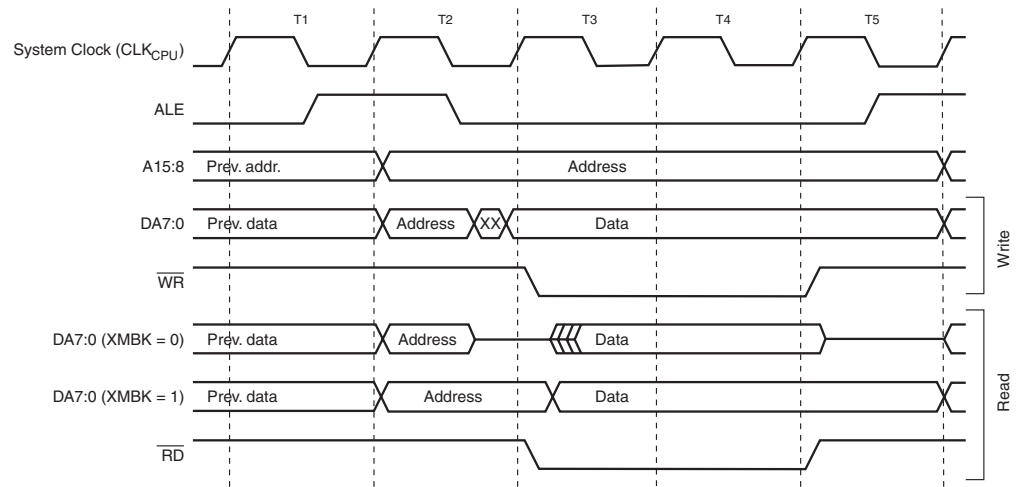 T1 T2 T3 T4 T5
System Clock (CLKCPU)
ALE
A15:8 Prev. addr. Address
DA7:0 Prev. data Address XX Data
WR
Write
DA7:0 (XMBK = 0) Prev. data Address Data
DA7:0 (XMBK = 1) Prev. data Address Data
RD
Read